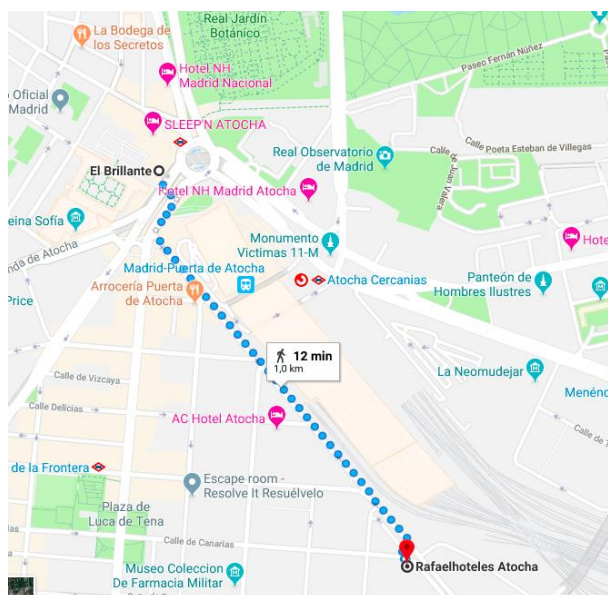 La Bodega de
los Secretos
Real Jardín
Botánico
Paseo Fernán Núñez
Hotel NH
Madrid Nacional
Oficial
Madrid
SLEEP'N ATOCHA
Calle Poeta Esteban de Villegas
Calle Juan Valera
El Brillante
Real Observatorio
de Madrid
Hotel NH Madrid Atocha
eina Sofía
Monumento
Victimas 11-M
Hote
nda de Atocha
Madrid-Puerta de Atocha
Atocha Cercanias
Panteón de
Hombres Ilustres
Price
Arrocería Puerta
de Atocha
12 min
1,0 km
La Neomudejar
Calle de Vizcaya
Menénd
Calle Delicias
AC Hotel Atocha
Calle de T
de la Frontera
Escape room -
Resolve It Resuélvelo
Plaza de
Luca de Tena
Calle de Canarias
Rafaelhoteles Atocha
Museo Coleccion
De Farmacia Militar